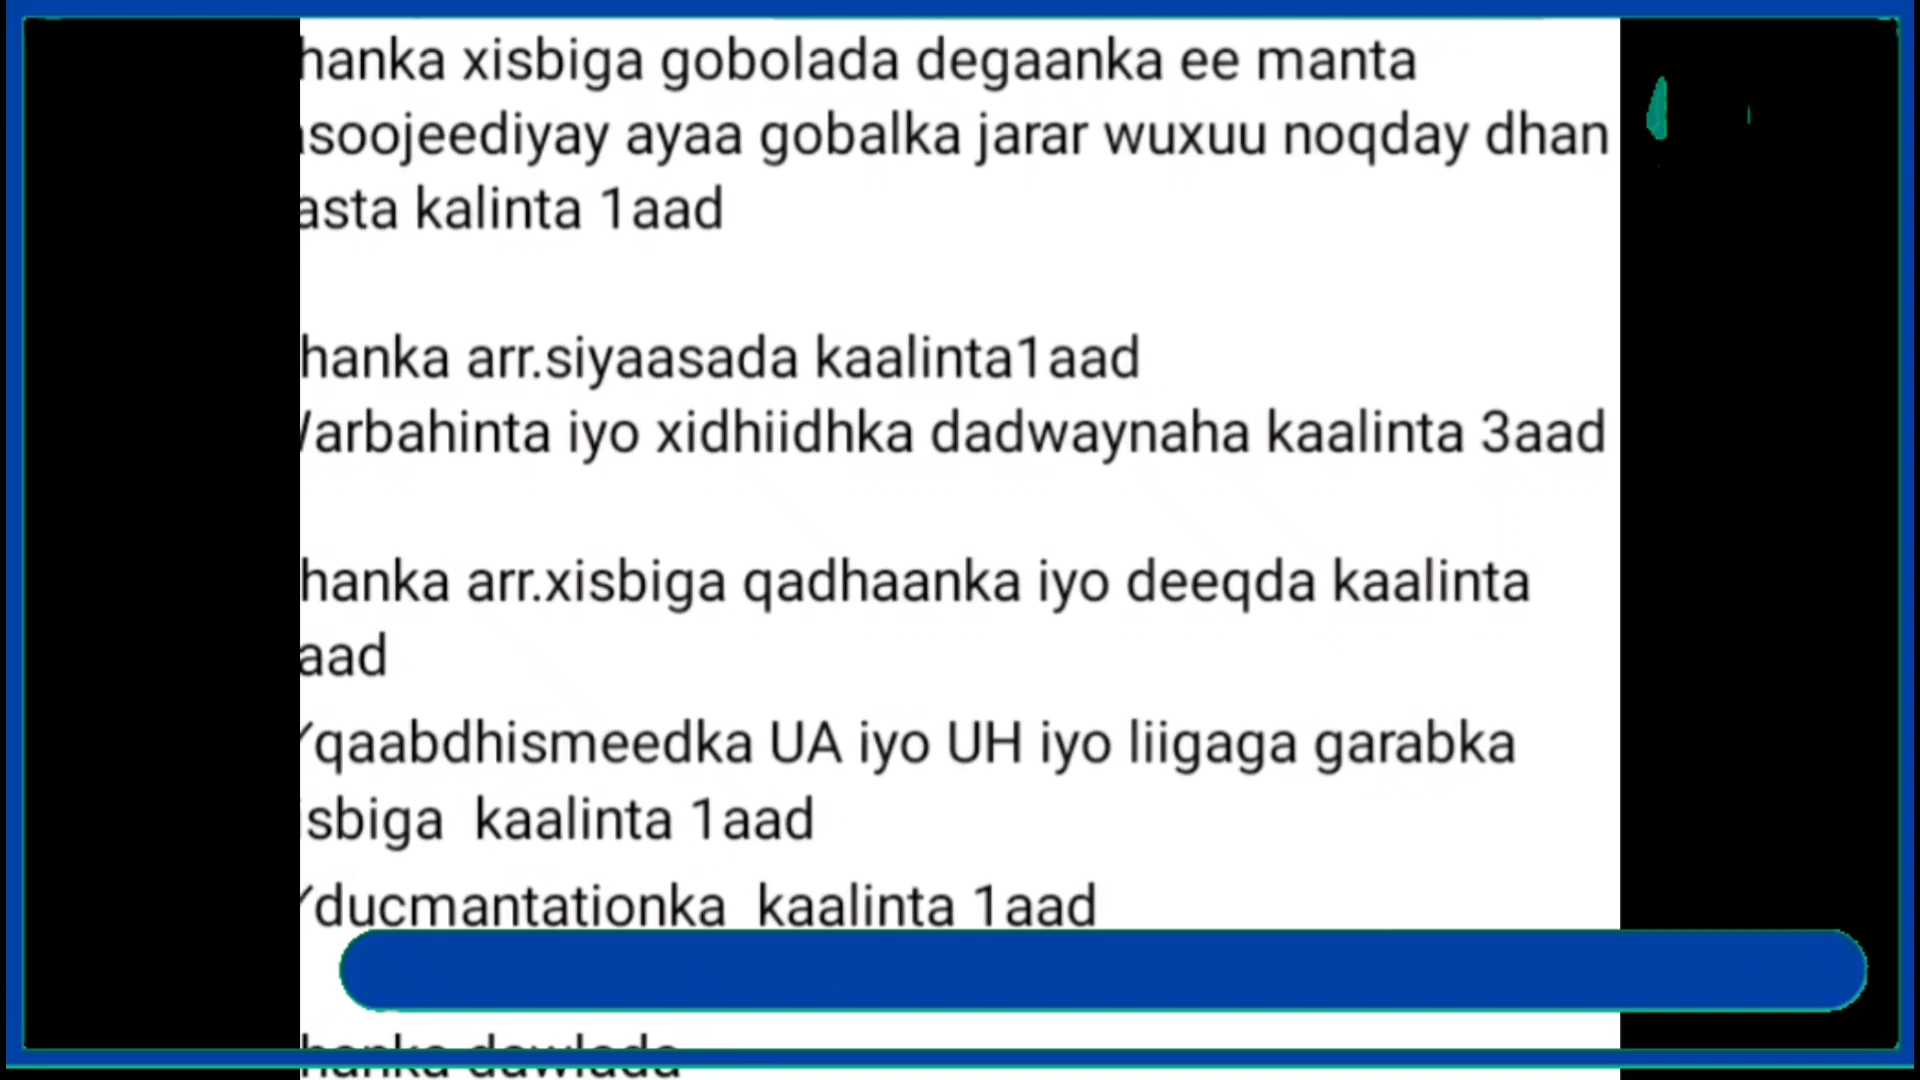 hanka xisbiga gobolada degaanka ee manta
soojeediyay ayaa gobalka jarar wuxuu noqday dhan
asta kalinta 1aad
hanka arr.siyaasada kaalinta1aad
/arbahinta iyo xidhiidhka dadwaynaha kaalinta 3aad
hanka arr.xisbiga qadhaanka iyo deeqda kaalinta
aad
qaabdhismeedka UA iyo UH iyo liigaga garabka
sbiga kaalinta 1aad
ducmantationka kaalinta 1aad
hanka dawlada